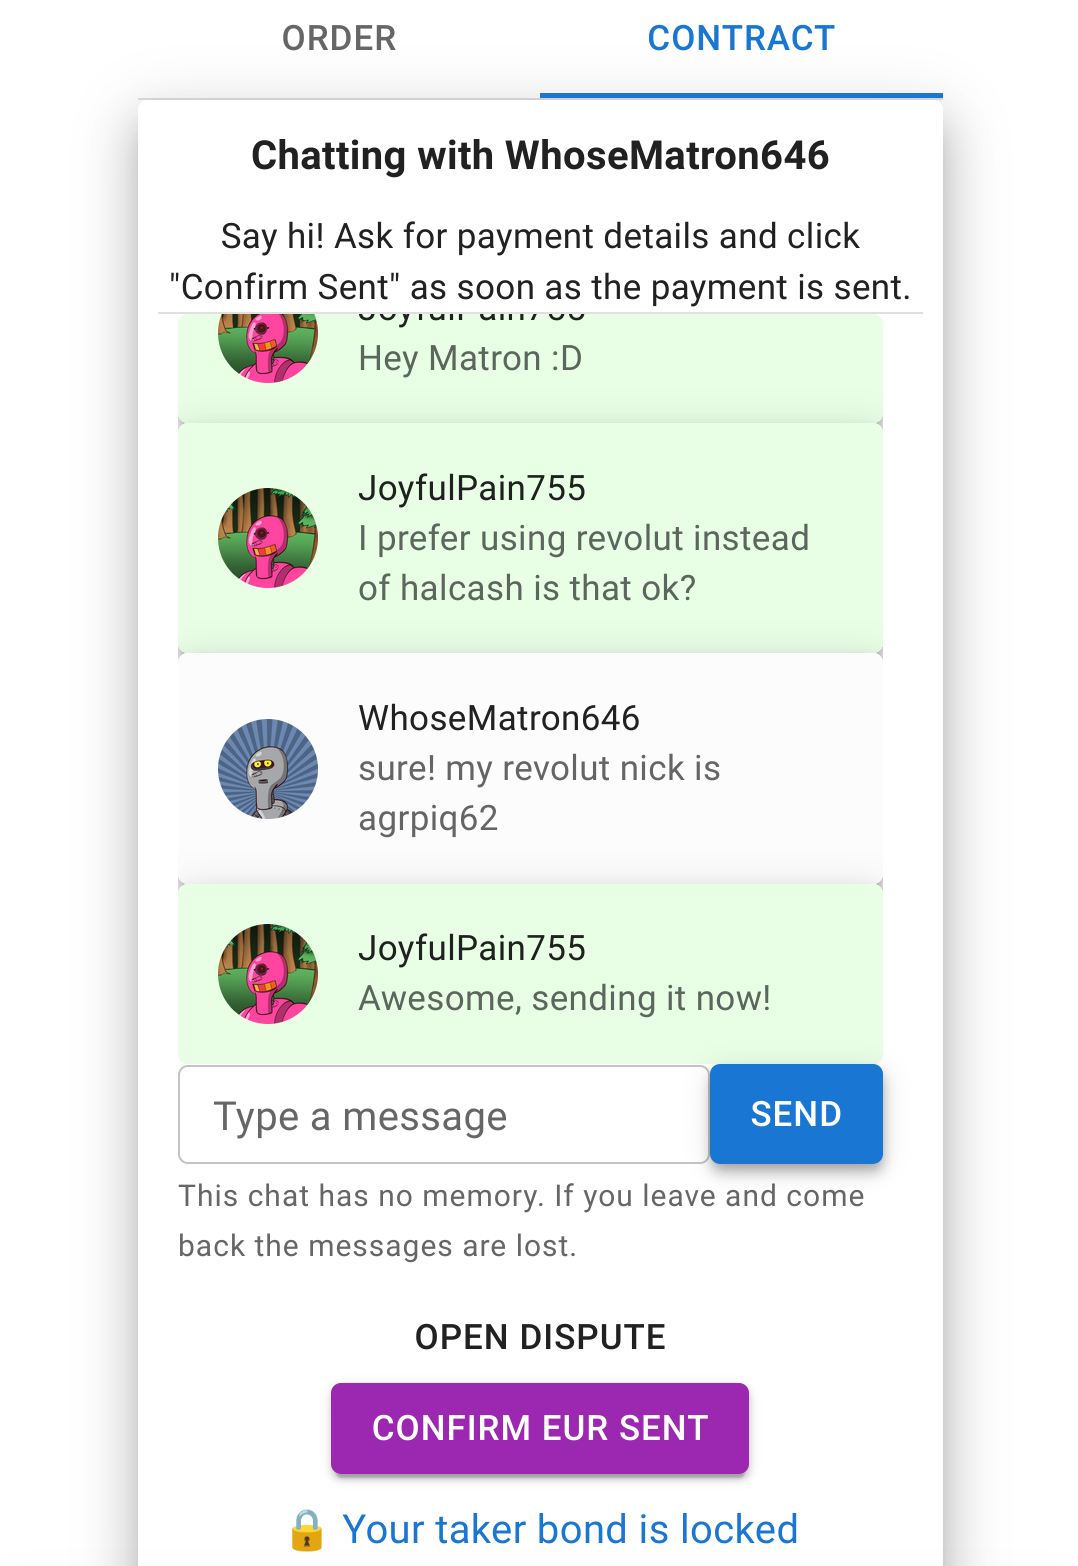 ORDER
CONTRACT
Chatting with WhoseMatron646
Say hi! Ask for payment details and click
"Confirm Sent" as soon as the payment is sent.
Hey Matron :D
JoyfulPain755
I prefer using revolut instead
of halcash is that ok?
WhoseMatron646
sure! my revolut nick is
agrpiq62
JoyfulPain755
Awesome, sending it now!
Type a message
SEND
This chat has no memory. If you leave and come
back the messages are lost.
OPEN DISPUTE
CONFIRM EUR SENT
Your taker bond is locked